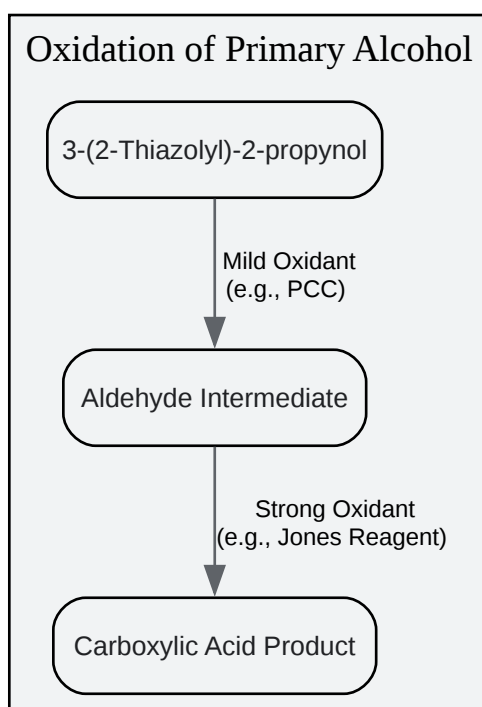 Oxidation of Primary Alcohol
3-(2-Thiazolyl)-2-propynol
Mild Oxidant
(e.g., PCC)
Aldehyde Intermediate
Strong Oxidant
(e.g., Jones Reagent)
Carboxylic Acid Product